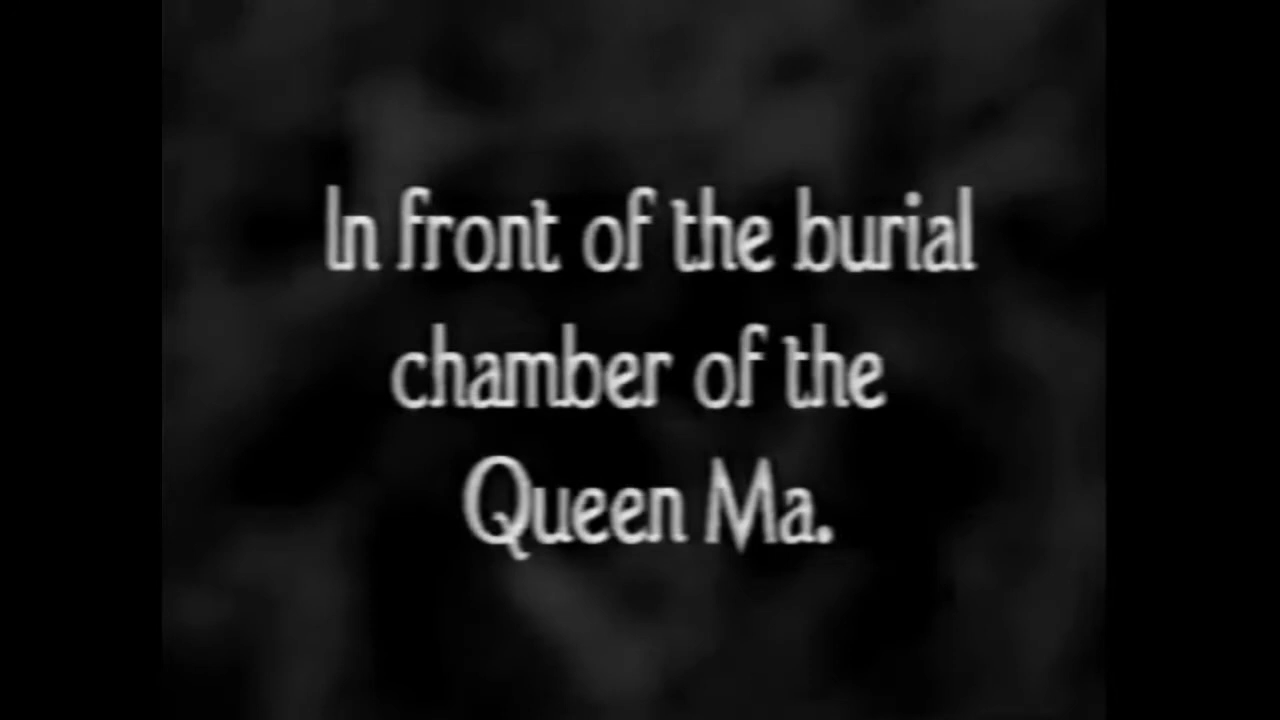 In front of the burial
chamber of the
Queen Ma.